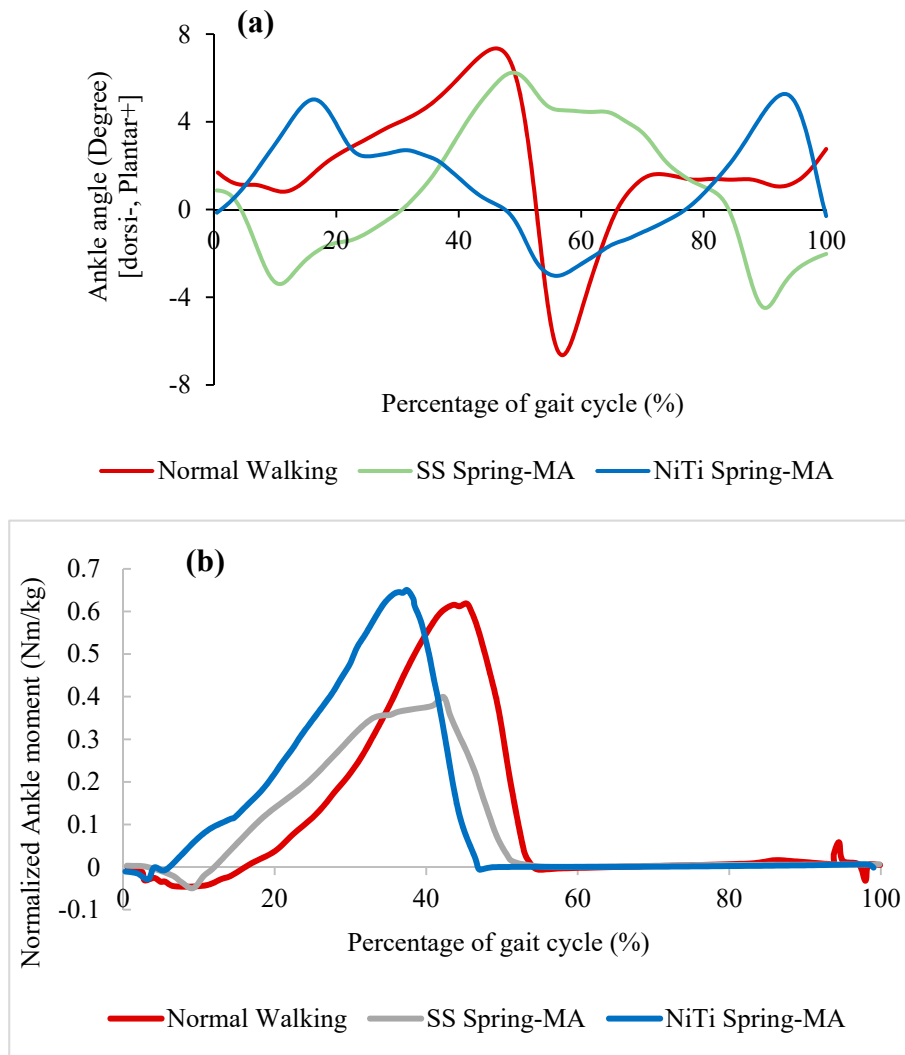 (a)
Ankle angle (Degree)
[dorsi-, Plantar+]
8
4
0
-4
-8
0 20 40 60 80 100
Percentage of gait cycle (%)
Normal Walking SS Spring-MA NiTi Spring-MA
(b)
Normalized Ankle moment (Nm/kg)
0.7
0.6
0.5
0.4
0.3
0.2
0.1
0
-0.1
0 20 40 60 80 100
Percentage of gait cycle (%)
Normal Walking SS Spring-MA NiTi Spring-MA